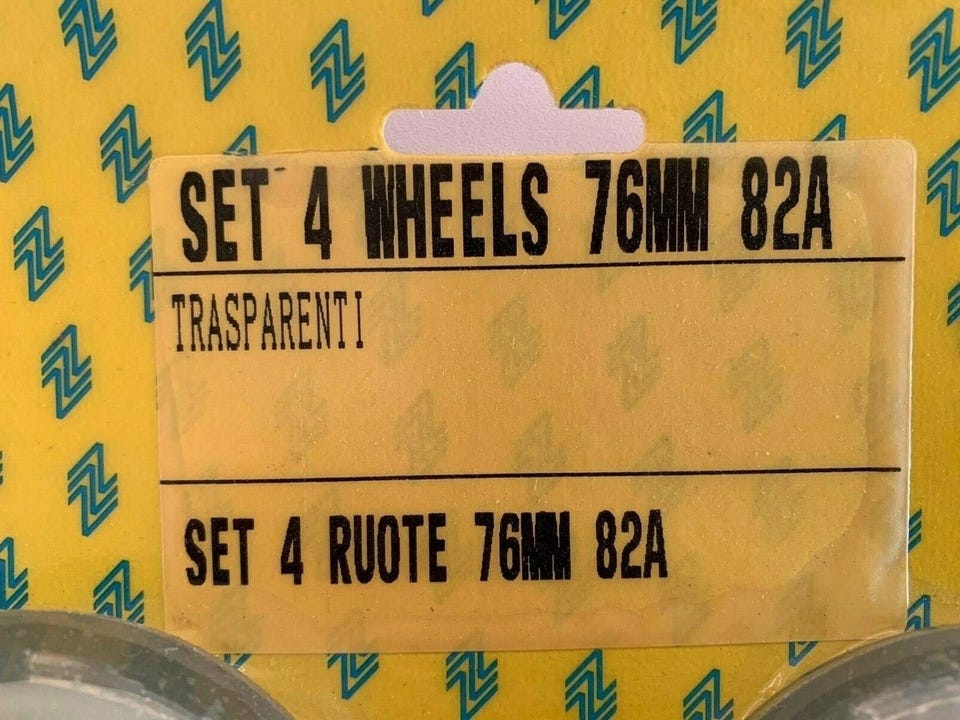 SET 4 WHEELS 76MM 82A
TRASPARENTI
SET 4 RUOTE 76MM 82A